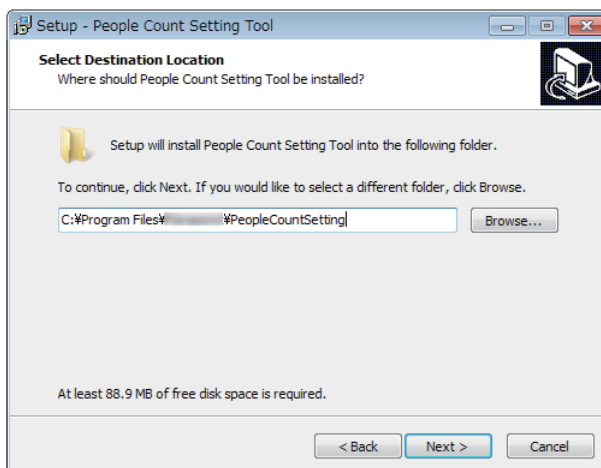 Setup - People Count Setting Tool
Select Destination Location
Where should People Count Setting Tool be installed?
Setup will install People Count Setting Tool into the following folder.
To continue, click Next. If you would like to select a different folder, click Browse.
C:¥Program Files¥ ¥PeopleCountSetting
Browse...
At least 88.9 MB of free disk space is required.
< Back Next > Cancel